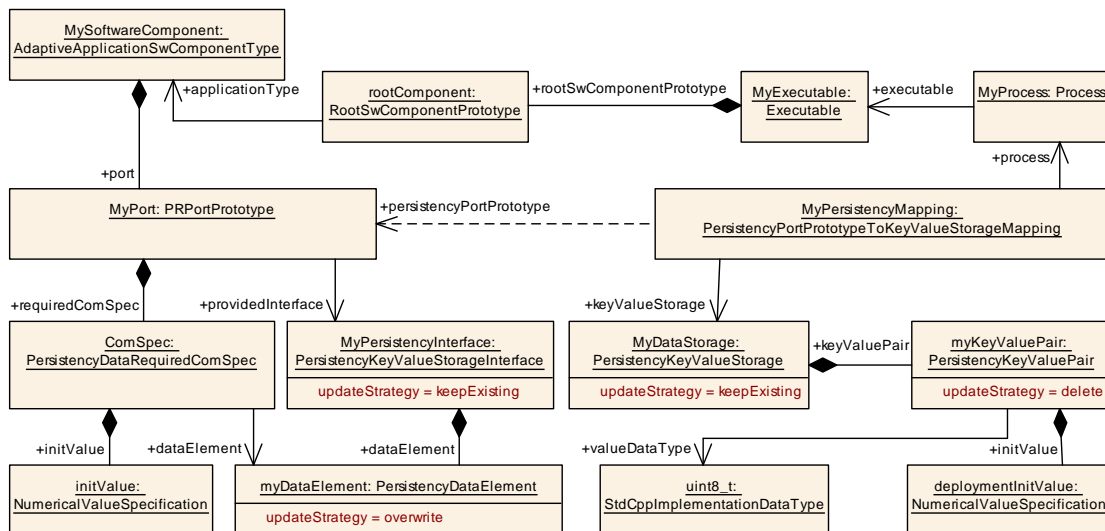 MySoftwareComponent:
AdaptiveApplicationSwComponentType
+applicationType
rootComponent:
RootSwComponentPrototype
+rootSwComponentPrototype
MyExecutable:
Executable
+executable
MyProcess: Process
+port
+process
MyPort: PRPortPrototype
+persistencyPortPrototype
MyPersistencyMapping:
PersistencyPortPrototypeToKeyValueStorageMapping
+requiredComSpec
+providedInterface
+keyValueStorage
ComSpec:
PersistencyDataRequiredComSpec
MyPersistencyInterface:
PersistencyKeyValueStorageInterface
updateStrategy = keepExisting
MyDataStorage:
PersistencyKeyValueStorage
updateStrategy = keepExisting
+keyValuePair
myKeyValuePair:
PersistencyKeyValuePair
updateStrategy = delete
+initValue
+dataElement
+dataElement
+valueDataType
+initValue
initValue:
NumericalValueSpecification
myDataElement: PersistencyDataElement
updateStrategy = overwrite
uint8_t:
StdCppImplementationDataType
deploymentInitValue:
NumericalValueSpecification